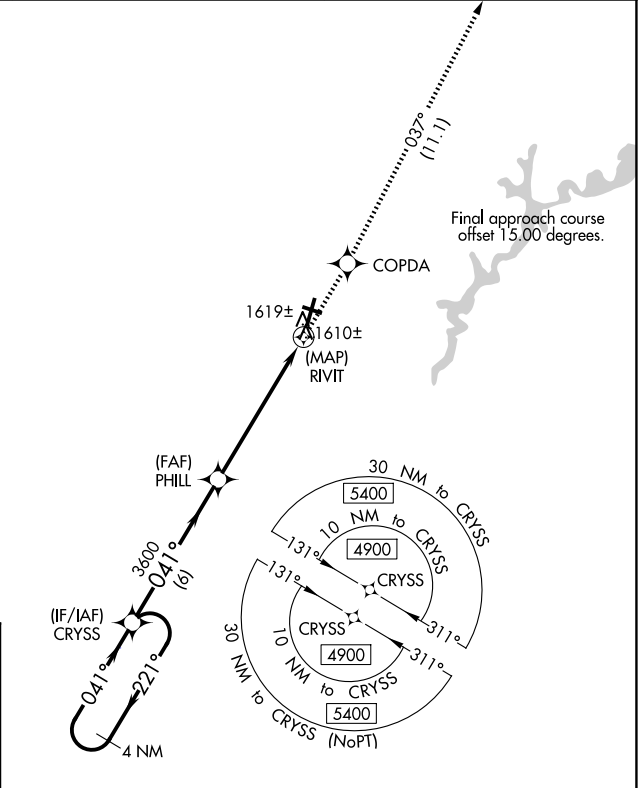 037°
(11.1)
Final approach course
offset 15.00 degrees.
COPDA
1619±
1610±
(MAP)
RIVIT
(FAF)
PHILL
3600
041°
(6)
(IF/IAF)
CRYSS
041°
221°
4 NM
30 NM to CRYSS
5400
10 NM to CRYSS
4900
131°
CRYSS
311°
131°
CRYSS
311°
4900
10 NM to CRYSS
5400
30 NM to CRYSS (NoPT)